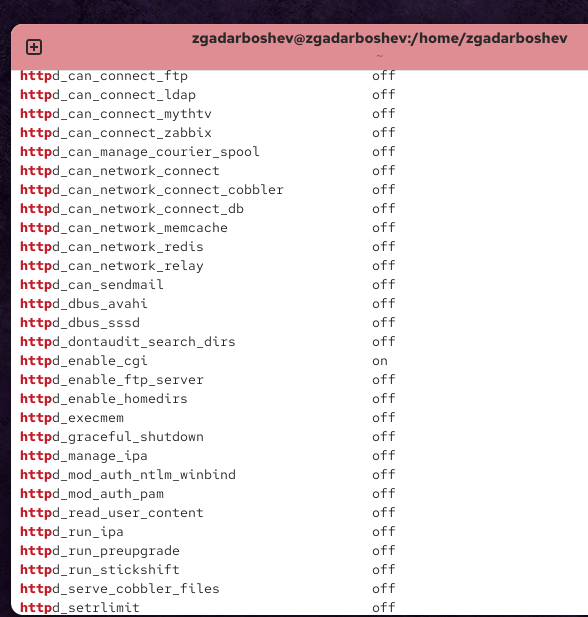 zgadarboshev@zgadarboshev:/home/zgadarboshev
~
httpd_can_connect_ftp off
httpd_can_connect_ldap off
httpd_can_connect_mythtv off
httpd_can_connect_zabbix off
httpd_can_manage_courier_spool off
httpd_can_network_connect off
httpd_can_network_connect_cobbler off
httpd_can_network_connect_db off
httpd_can_network_memcache off
httpd_can_network_redis off
httpd_can_network_relay off
httpd_can_sendmail off
httpd_dbus_avahi off
httpd_dbus_sssd off
httpd_dontaudit_search_dirs off
httpd_enable_cgi on
httpd_enable_ftp_server off
httpd_enable_homedirs off
httpd_execmem off
httpd_graceful_shutdown off
httpd_manage_ipa off
httpd_mod_auth_ntlm_winbind off
httpd_mod_auth_pam off
httpd_read_user_content off
httpd_run_ipa off
httpd_run_preupgrade off
httpd_run_stickshift off
httpd_serve_cobbler_files off
httpd_setrlimit off